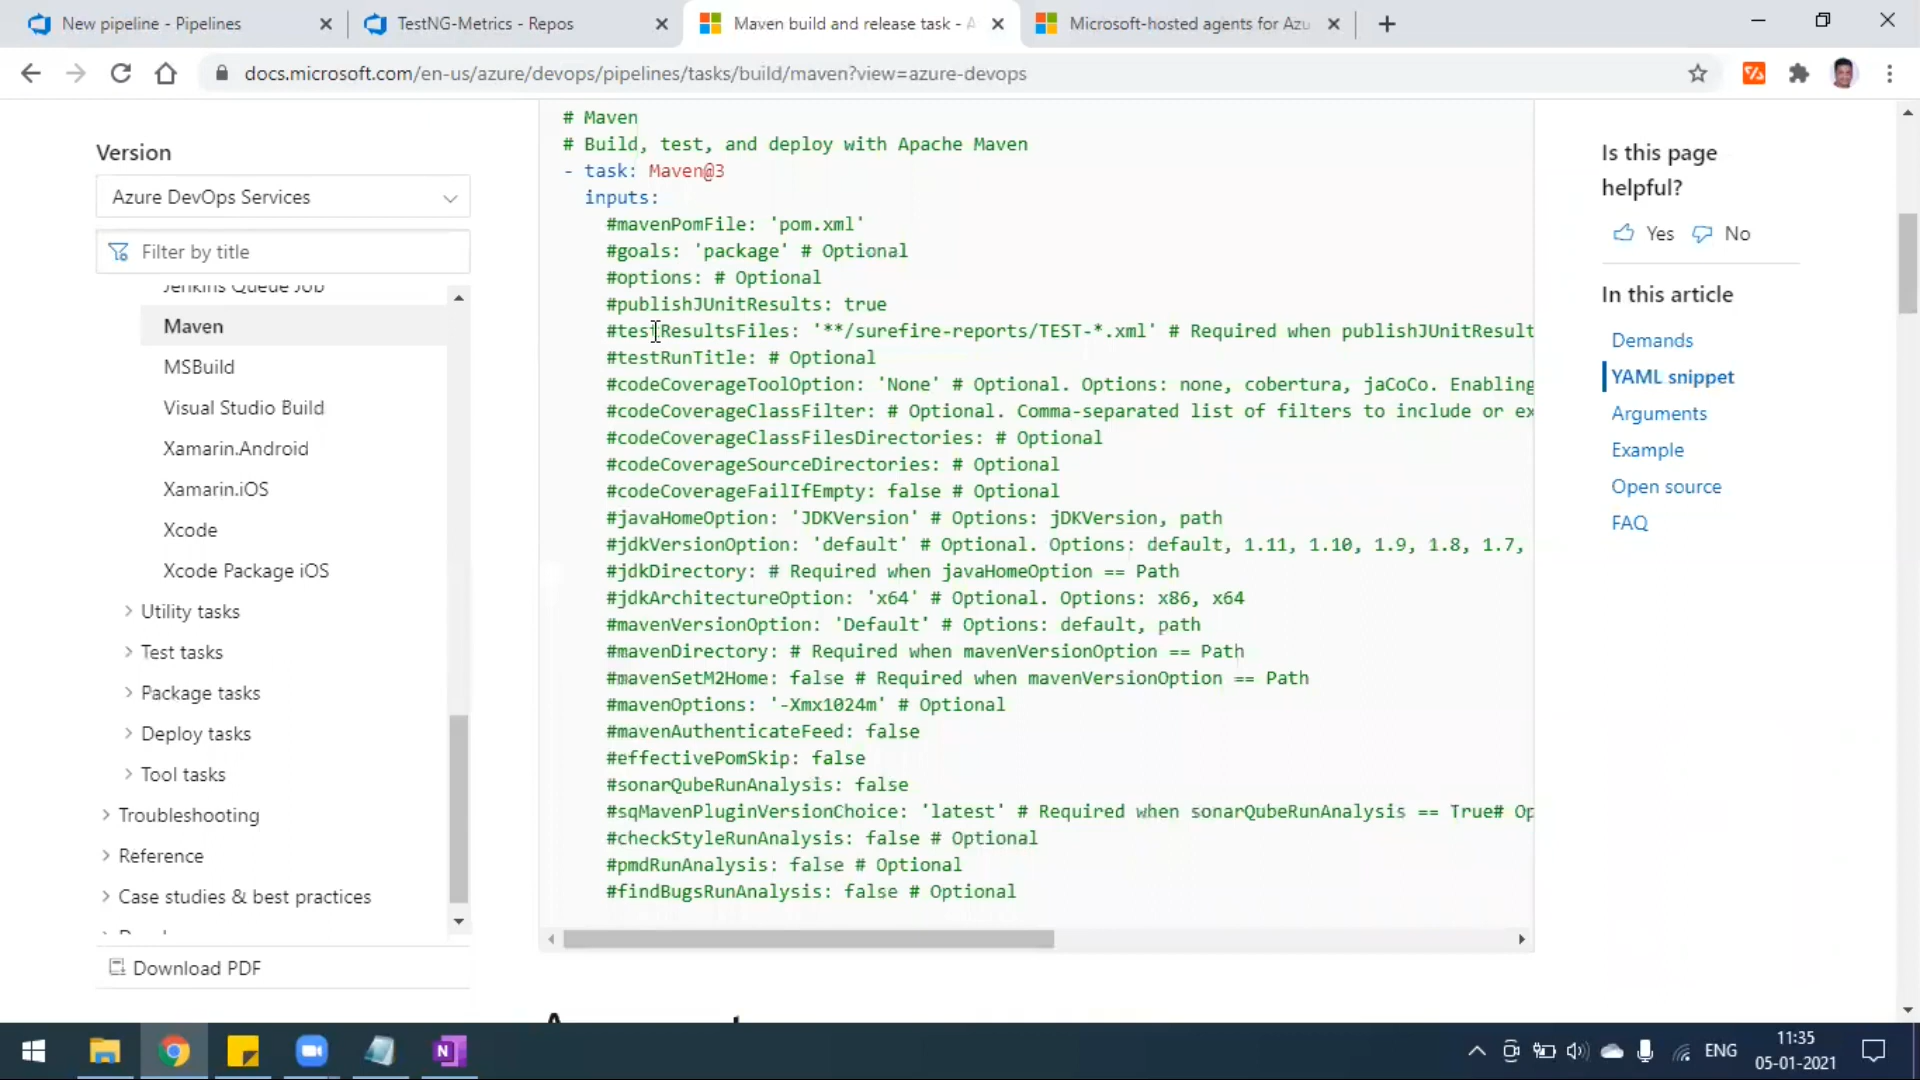 New pipeline - Pipelines
TestNG-Metrics - Repos
Maven build and release task - A
Microsoft-hosted agents for Azu
docs.microsoft.com/en-us/azure/devops/pipelines/tasks/build/maven?view=azure-devops
Version
Azure DevOps Services
Filter by title
Jenkins Queue Job
Maven
MSBuild
Visual Studio Build
Xamarin.Android
Xamarin.iOS
Xcode
Xcode Package iOS
Utility tasks
Test tasks
Package tasks
Deploy tasks
Tool tasks
Troubleshooting
Reference
Case studies & best practices
Download PDF
# Maven
# Build, test, and deploy with Apache Maven
- task: Maven@3
inputs:
#mavenPomFile: 'pom.xml'
#goals: 'package' # Optional
#options: # Optional
#publishJUnitResults: true
#testResultsFiles: '**/surefire-reports/TEST-*.xml' # Required when publishJUnitResult
#testRunTitle: # Optional
#codeCoverageToolOption: 'None' # Optional. Options: none, cobertura, jaCoCo. Enabling
#codeCoverageClassFilter: # Optional. Comma-separated list of filters to include or ex
#codeCoverageClassFilesDirectories: # Optional
#codeCoverageSourceDirectories: # Optional
#codeCoverageFailIfEmpty: false # Optional
#javaHomeOption: 'JDKVersion' # Options: jDKVersion, path
#jdkVersionOption: 'default' # Optional. Options: default, 1.11, 1.10, 1.9, 1.8, 1.7,
#jdkDirectory: # Required when javaHomeOption == Path
#jdkArchitectureOption: 'x64' # Optional. Options: x86, x64
#mavenVersionOption: 'Default' # Options: default, path
#mavenDirectory: # Required when mavenVersionOption == Path
#mavenSetM2Home: false # Required when mavenVersionOption == Path
#mavenOptions: '-Xmx1024m' # Optional
#mavenAuthenticateFeed: false
#effectivePomSkip: false
#sonarQubeRunAnalysis: false
#sqMavenPluginVersionChoice: 'latest' # Required when sonarQubeRunAnalysis == True# Op
#checkStyleRunAnalysis: false # Optional
#pmdRunAnalysis: false # Optional
#findBugsRunAnalysis: false # Optional
Is this page
helpful?
Yes
No
In this article
Demands
YAML snippet
Arguments
Example
Open source
FAQ
ENG
11:35
05-01-2021